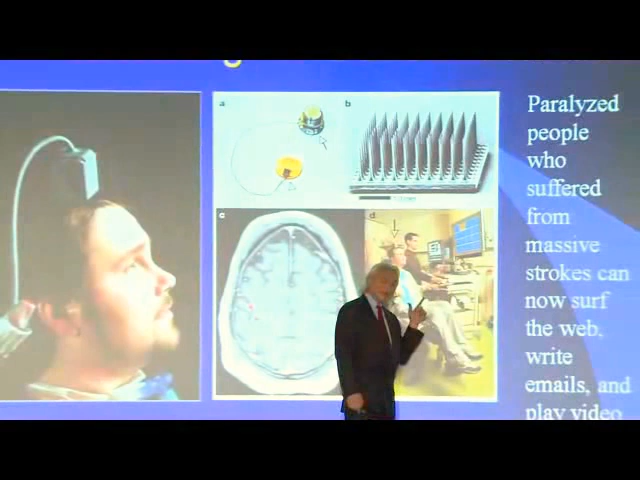 a
b
c
d
Paralyzed
people
who
suffered
from
massive
strokes can
now surf
the web,
write
emails, and
play video